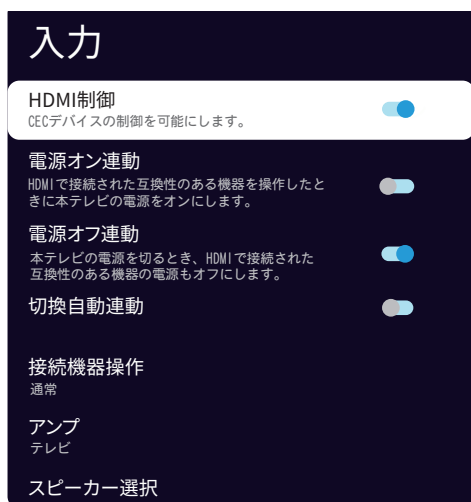 入力
HDMI制御
CECデバイスの制御を可能にします。
電源オン連動
HDMIで接続された互換性のある機器を操作したと
きに本テレビの電源をオンにします。
電源オフ連動
本テレビの電源を切るとき、HDMIで接続された
互換性のある機器の電源もオフにします。
切換自動連動
接続機器操作
通常
アンプ
テレビ
スピーカー選択